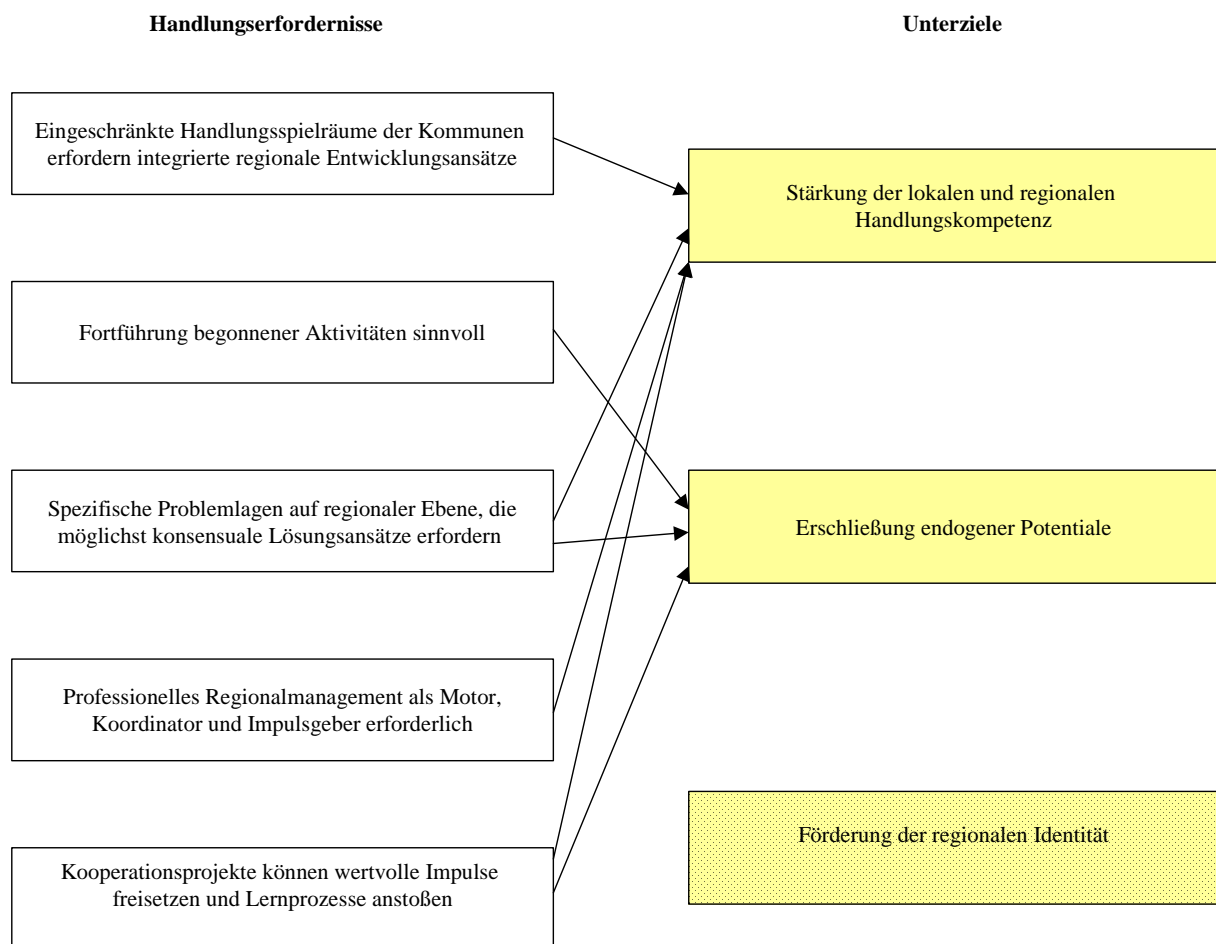 Handlungserfordernisse
Unterziele
Eingeschränkte Handlungsspielräume der Kommunen
erfordern integrierte regionale Entwicklungsansätze
Stärkung der lokalen und regionalen
Handlungskompetenz
Fortführung begonnener Aktivitäten sinnvoll
Spezifische Problemlagen auf regionaler Ebene, die
möglichst konsensuale Lösungsansätze erfordern
Erschließung endogener Potentiale
Professionelles Regionalmanagement als Motor,
Koordinator und Impulsgeber erforderlich
Förderung der regionalen Identität
Kooperationsprojekte können wertvolle Impulse
freisetzen und Lernprozesse anstoßen